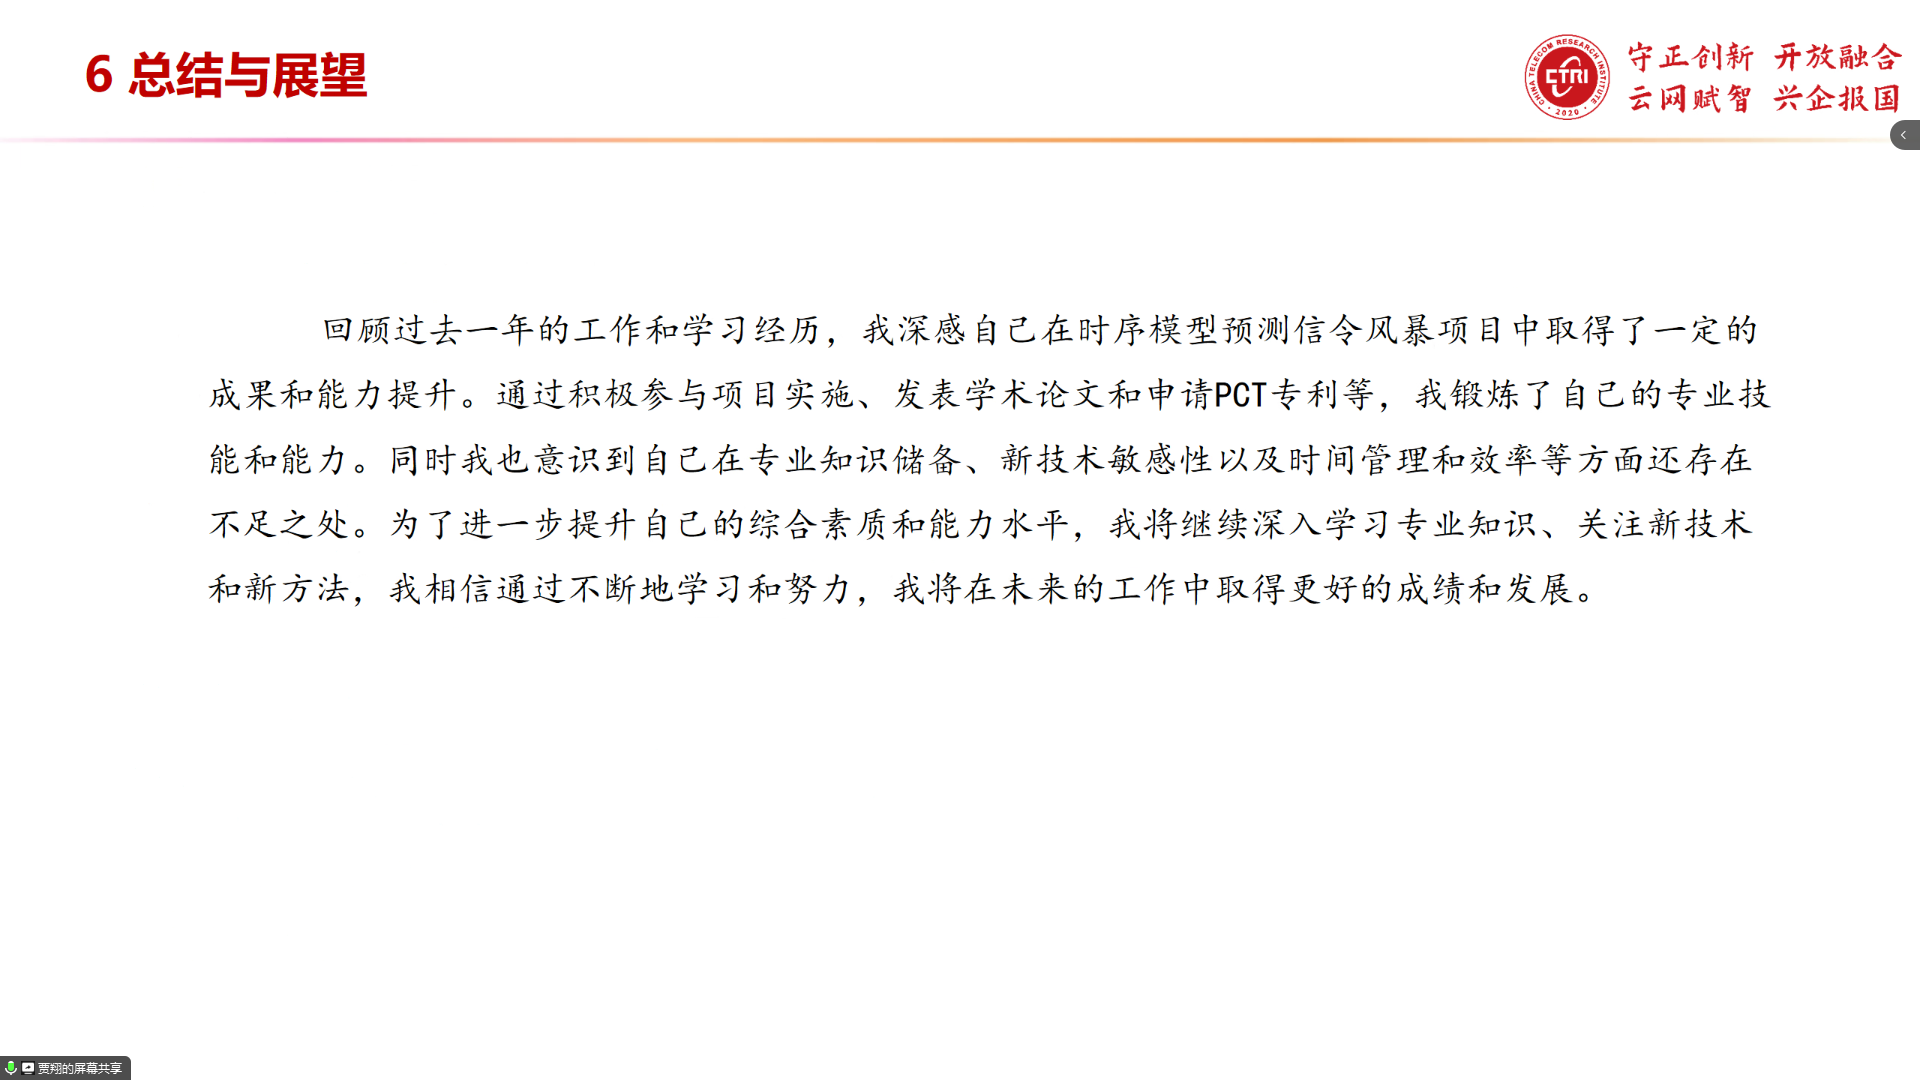 6 总结与展望
CHINA TELECOM RESEARCH INSTITUTE
CTRI
2020
守正创新 开放融合
云网赋智 兴企报国
回顾过去一年的工作和学习经历，我深感自己在时序模型预测信令风暴项目中取得了一定的
成果和能力提升。通过积极参与项目实施、发表学术论文和申请PCT专利等，我锻炼了自己的专业技
能和能力。同时我也意识到自己在专业知识储备、新技术敏感性以及时间管理和效率等方面还存在
不足之处。为了进一步提升自己的综合素质和能力水平，我将继续深入学习专业知识、关注新技术
和新方法，我相信通过不断地学习和努力，我将在未来的工作中取得更好的成绩和发展。
贾翔的屏幕共享